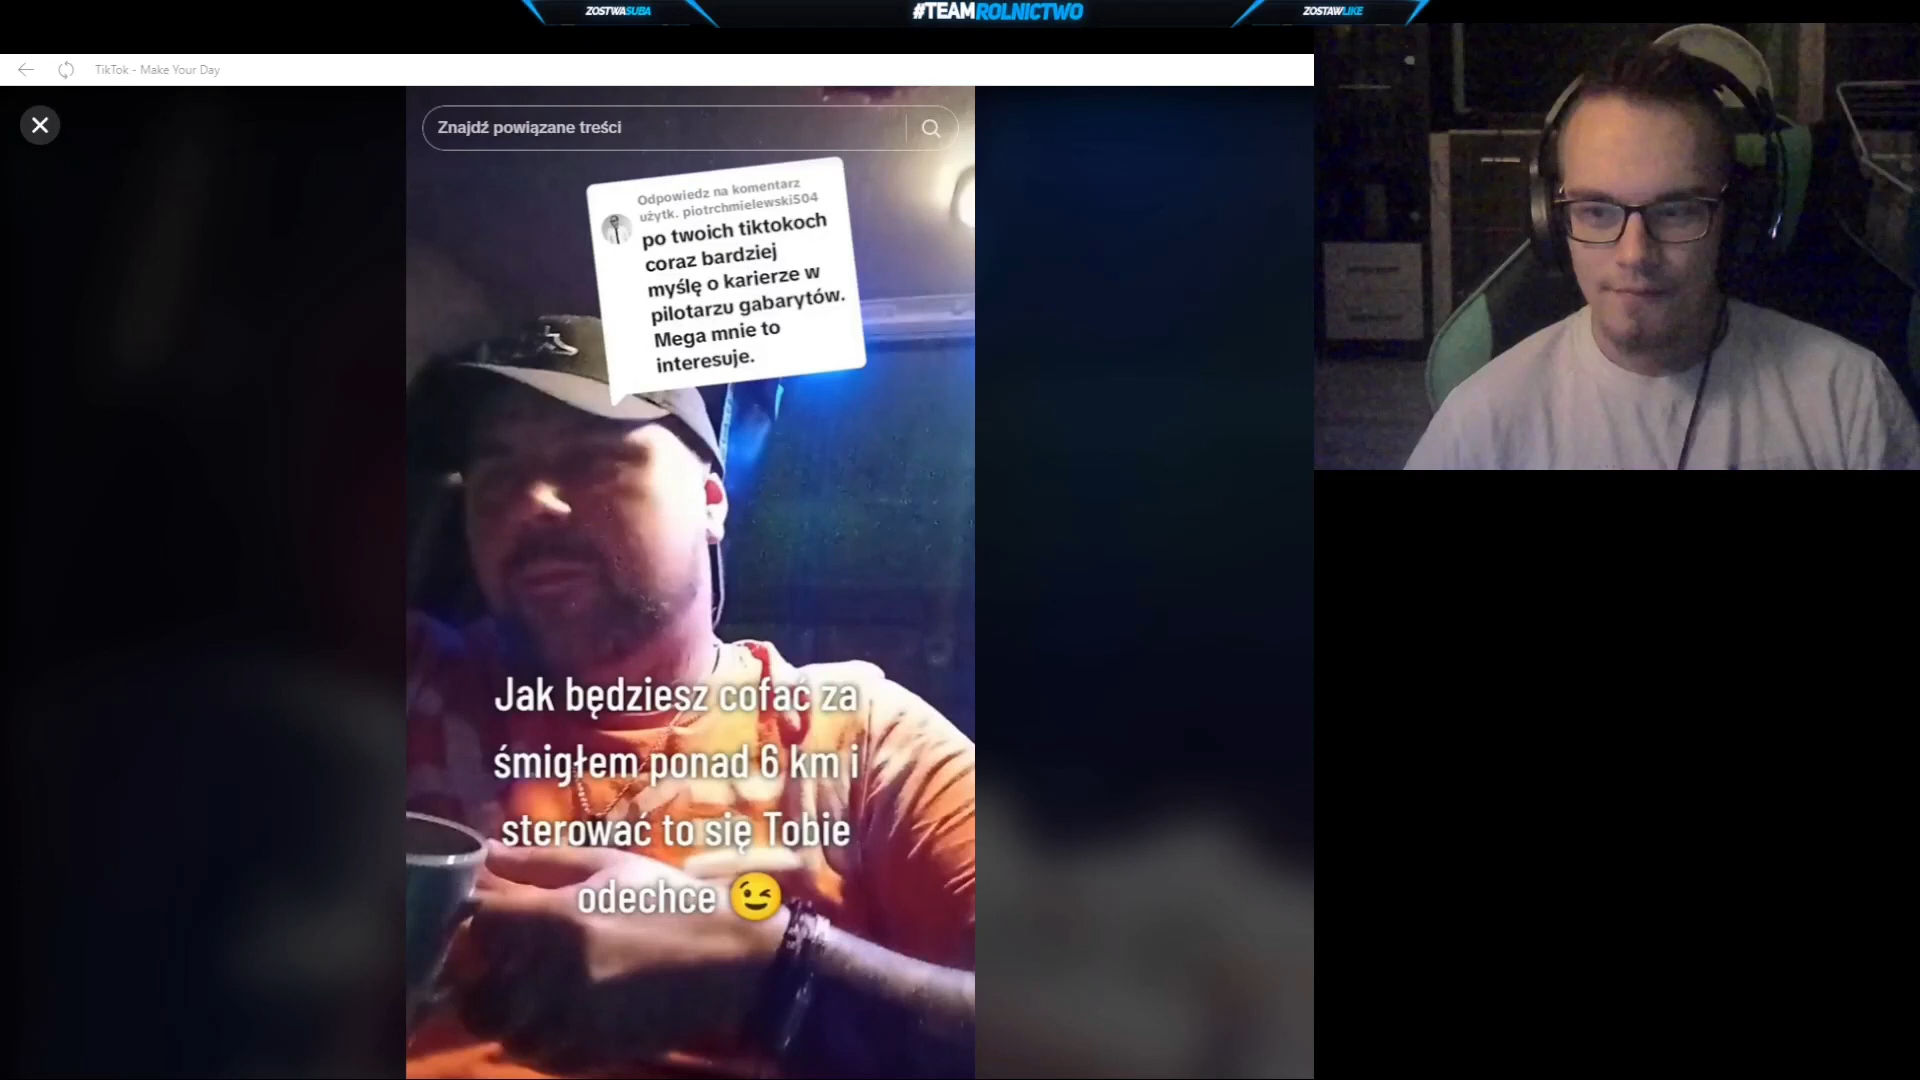 ZOSTWASUBA
#TEAMROLNICTWO
ZOSTAWLIKE
TikTok - Make Your Day
Znajdź powiązane treści
Odpowiedz na komentarz
użytk. piotrchmielewski504
po twoich tiktokoch
coraz bardziej
myślę o karierze w
pilotarzu gabarytów.
Mega mnie to
interesuje.
Jak będziesz cofać za
śmigłem ponad 6 km i
sterować to się Tobie
odechce 😉